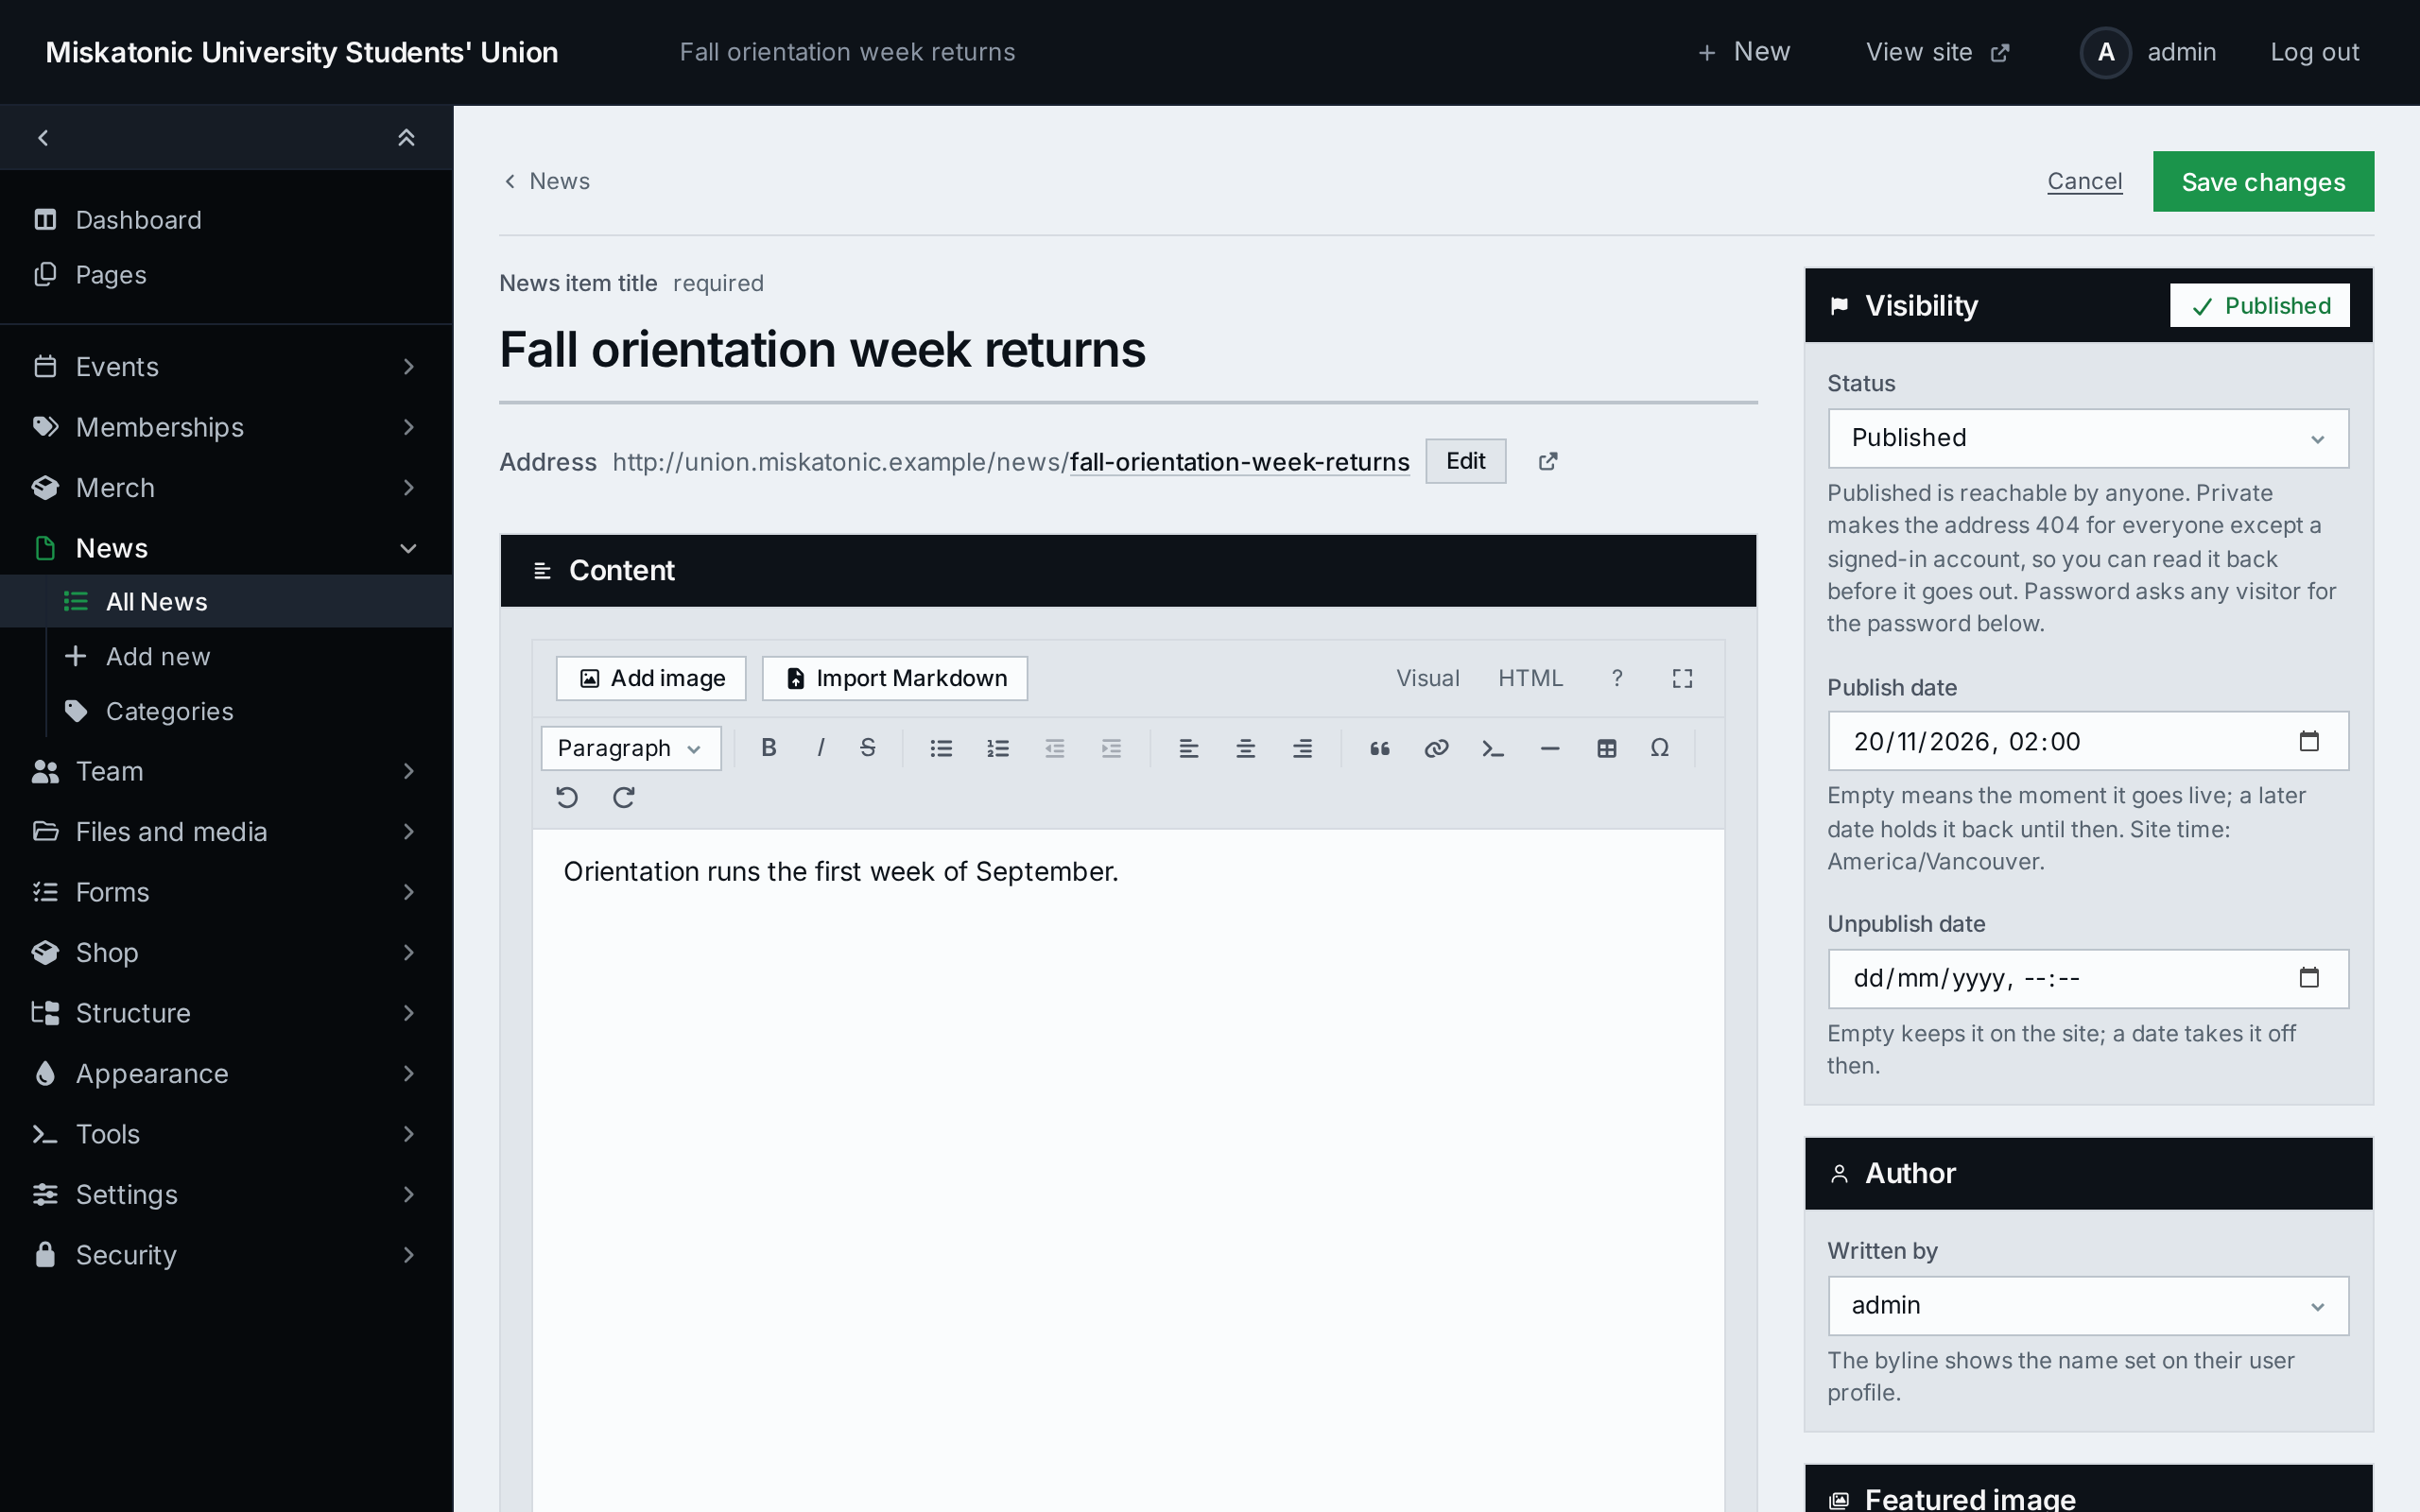 Miskatonic University Students' Union
Fall orientation week returns
New
View site
A
admin
Log out
Dashboard
Pages
Events
Memberships
Merch
News
All News
Add new
Categories
Team
Files and media
Forms
Shop
Structure
Appearance
Tools
Settings
Security
News
Cancel
Save changes
News item title required
Fall orientation week returns
Address http://union.miskatonic.example/news/fall-orientation-week-returns Edit
Content
Add image
Import Markdown
Visual
HTML
?
Paragraph
B
I
S
Ω
Orientation runs the first week of September.
Visibility
Published
Status
Published
Published is reachable by anyone. Private
makes the address 404 for everyone except a
signed-in account, so you can read it back
before it goes out. Password asks any visitor for
the password below.
Publish date
20/11/2026, 02:00
Empty means the moment it goes live; a later
date holds it back until then. Site time:
America/Vancouver.
Unpublish date
dd/mm/yyyy, --:--
Empty keeps it on the site; a date takes it off
then.
Author
Written by
admin
The byline shows the name set on their user
profile.
Featured image